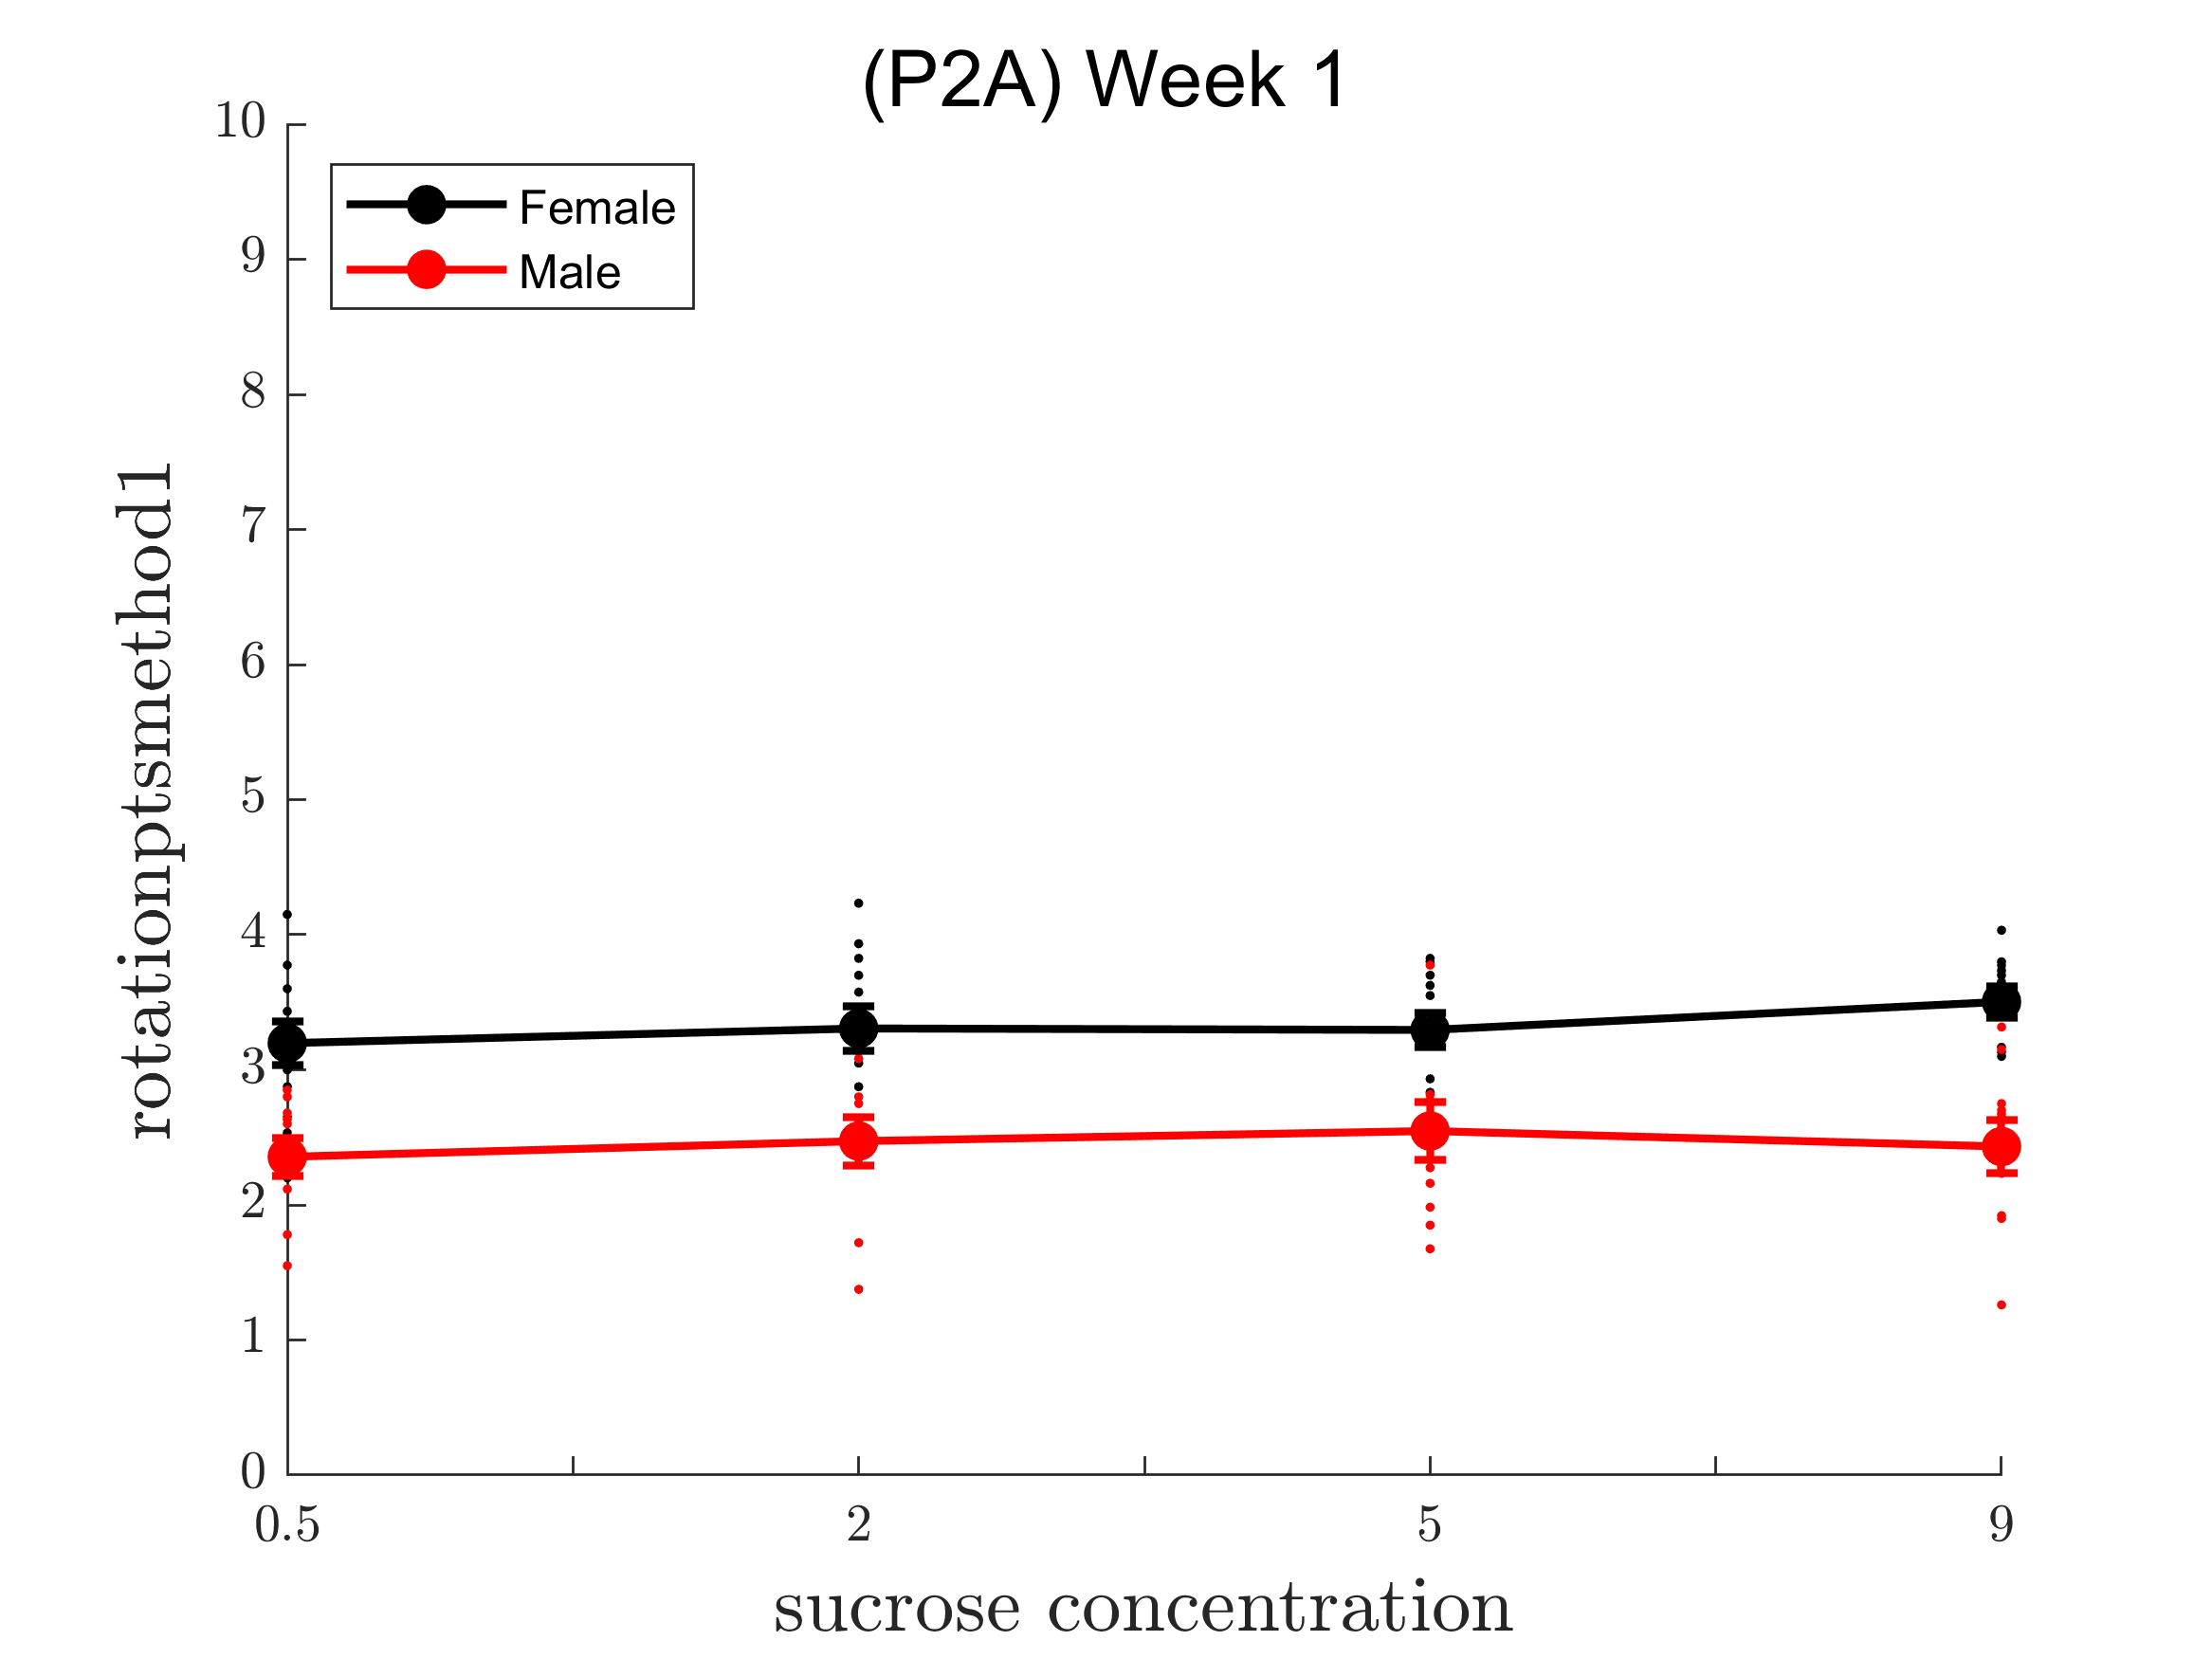 (P2A) Week 1
10
9
8
7
6
5
4
3
2
1
0
Female
Male
rotationptsmethod1
0.5 2 5 9
sucrose concentration